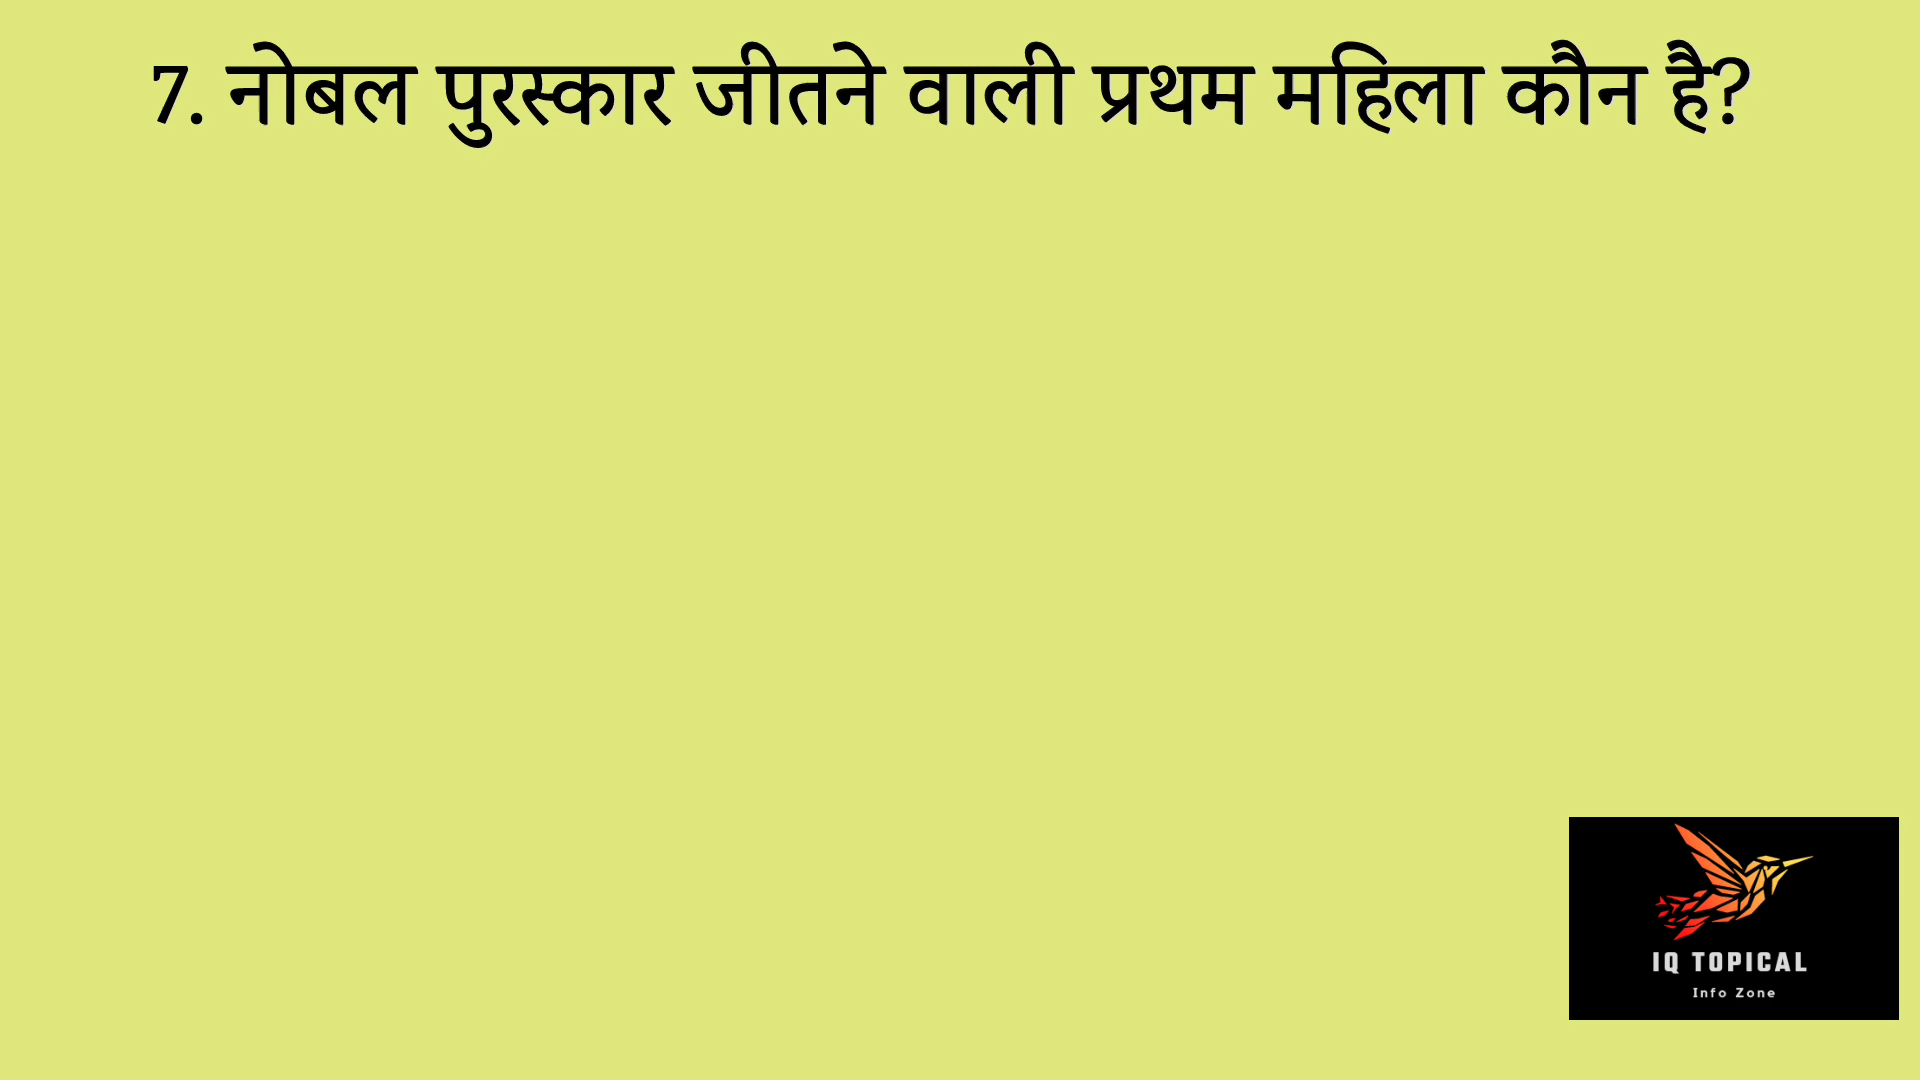 7. नोबल पुरस्कार जीतने वाली प्रथम महिला कौन है?
IQ TOPICAL
Info Zone